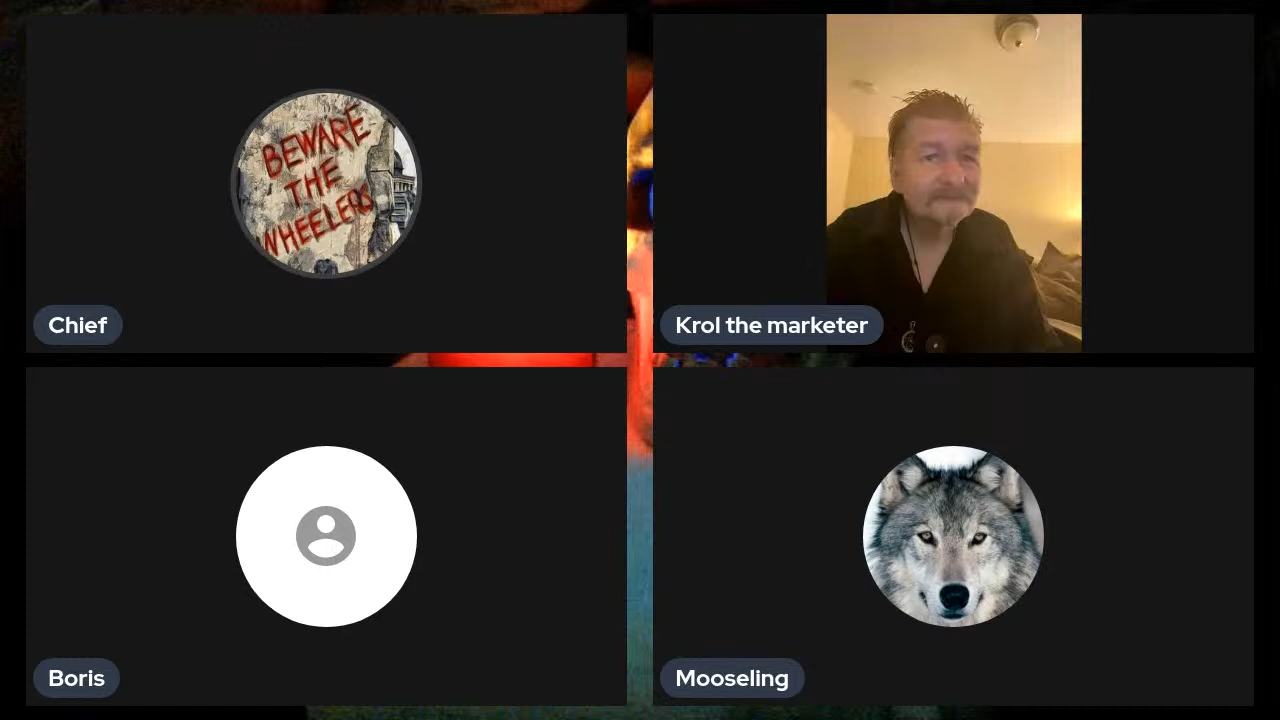 BEWARE
THE
WHEELERS
Chief
Krol the marketer
Boris
Mooseling